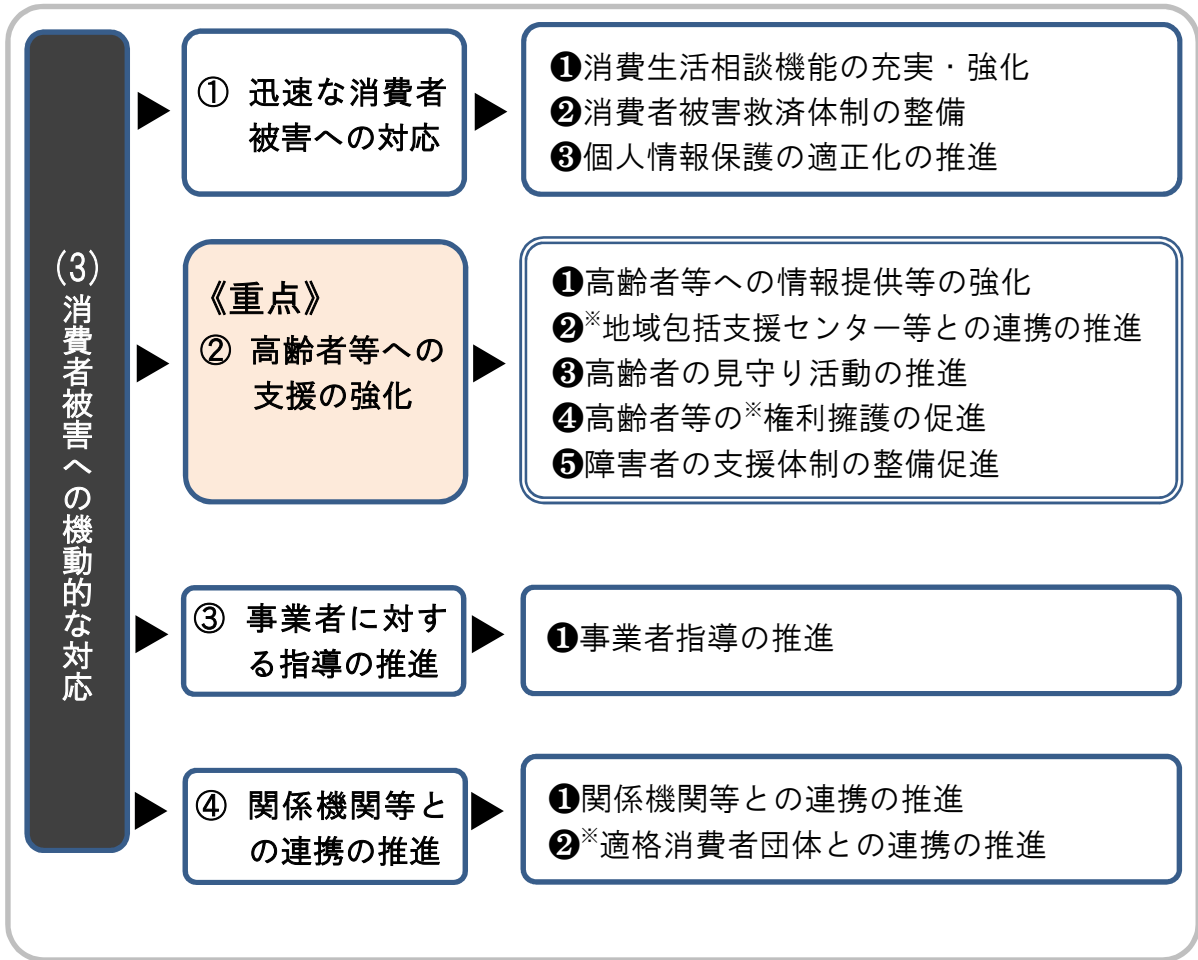 (3)消費者被害への機動的な対応
① 迅速な消費者
被害への対応
❶消費生活相談機能の充実・強化
❷消費者被害救済体制の整備
❸個人情報保護の適正化の推進
《重点》
② 高齢者等への
支援の強化
❶高齢者等への情報提供等の強化
❷※地域包括支援センター等との連携の推進
❸高齢者の見守り活動の推進
❹高齢者等の※権利擁護の促進
❺障害者の支援体制の整備促進
③ 事業者に対す
る指導の推進
❶事業者指導の推進
④ 関係機関等と
の連携の推進
❶関係機関等との連携の推進
❷※適格消費者団体との連携の推進